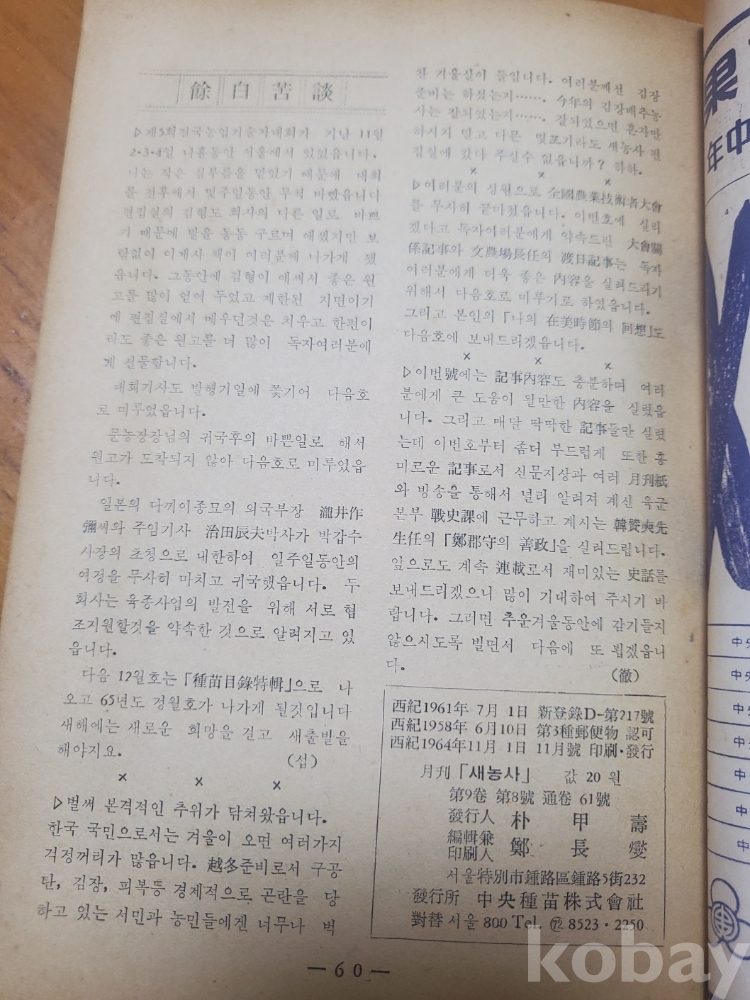 餘白苦談
▷제3회전국농업기술자대회가 지난 11월
2·3·4일 나흘동안 서울에서 있었읍니다.
나는 작은 심부름을 맡았기 때문에 대회
를 전후해서 몇주일동안 무척 바빴읍니다
편집실의 김형도 회사의 다른 일로 바쁘
기 때문에 발을 동동 구르며 애썼지만 보
람없이 이제사 책이 여러분께 나가게 됐
읍니다. 그동안에 김형이 애써서 좋은 원
고를 많이 얻어 두었고 제한된 지면이기
에 편집실에서 메우던것은 치우고 한편이
라도 좋은 원고를 더 많이 독자여러분에
게 선물합니다.
대회기사도 발행기일에 쫓기어 다음호
로 미루었읍니다.
문농장장님의 귀국후의 바쁜일로 해서
원고가 도착되지 않아 다음호로 미루었읍
니다.
일본의 다끼이종묘의 외국부장 瀧井作
彌씨와 주임기사 治田辰夫박사가 박갑수
사장의 초청으로 내한하여 일주일동안의
여정을 무사히 마치고 귀국했읍니다. 두
회사는 육종사업의 발전을 위해 서로 협
조지원할것을 약속한 것으로 알려지고 있
읍니다.
다음 12월호는 「種苗目錄特輯」으로 나
오고 65년도 정월호가 나가게 될것입니다
새해에는 새로운 희망을 걸고 새출발을
해야지요. (섭)
× × ×
▷벌써 본격적인 추위가 닥쳐왔읍니다.
한국 국민으로서는 겨울이 오면 여러가지
걱정꺼리가 많읍니다. 越冬준비로서 구공
탄, 김장, 피복등 경제적으로 곤란을 당
하고 있는 서민과 농민들에겐 너무나 벅
찬 겨울살이 들입니다. 여러분께선 김장
준비는 하셨는지……. 今年의 김장배추농
사는 잘되었는지……. 잘되었으면 혼자만
하시지 말고 다른 몇포기라도 새농사 편
집실에 갔다 주실수 없읍니까? 하하.
× × ×
▷여러분의 성원으로 全國農業技術者大會
를 무사히 끝마쳤읍니다. 이번호에 실리
겠다고 독자여러분에게 약속드린 大會關
係記事와 文農場長任의 渡日記事는 독자
여러분에게 더욱 좋은 內容을 실려드리기
위해서 다음호로 미루기로 하였읍니다.
그리고 본인의 「나의 在美時節의 回想」도
다음호에 보내드리겠읍니다.
× × ×
▷이번號에는 記事內容도 충분하며 여러
분에게 큰 도움이 될만한 內容을 실렸읍
니다. 그리고 매달 딱딱한 記事들만 실렸
는데 이번호부터 좀더 부드럽게 또한 흥
미로운 記事로서 신문지상과 여러 月刊紙
와 방송을 통해서 널리 알려져 계신 육군
본부 戰史課에 근무하고 계시는 韓贊奭先
生任의 「鄭郡守의 善政」을 실려드립니다.
앞으로도 계속 連載로서 재미있는 史話를
보내드리겠으니 많이 기대하여 주시기 바
랍니다. 그러면 추운겨울동안에 감기들지
않으시도록 빌면서 다음에 또 뵙겠읍니
다. (徹)
西紀1961年 7月 1日 新登錄D-第217號
西紀1958年 6月10日 第3種郵便物 認可
西紀1964年11月 1日 11月號 印刷·發行
月刊「새농사」 값 20원
第9卷 第8號 通卷 61號
發行人 朴甲壽
編輯兼
印刷人 鄭長燮
서울特別市鍾路區鍾路5街232
發行所 中央種苗株式會社
對替서울 800 Tel. ⑫ 8523·2250
—60—
果
年中
中央
中央
中央
中央
中
中
中
kobay